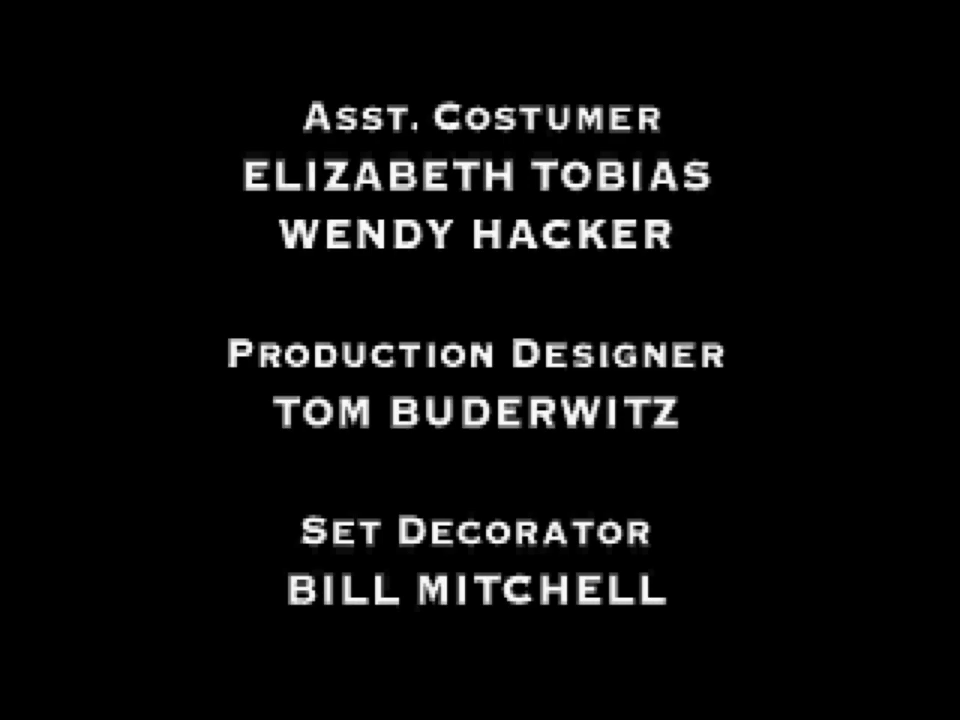 Asst. Costumer
ELIZABETH TOBIAS
WENDY HACKER
Production Designer
TOM BUDERWITZ
Set Decorator
BILL MITCHELL